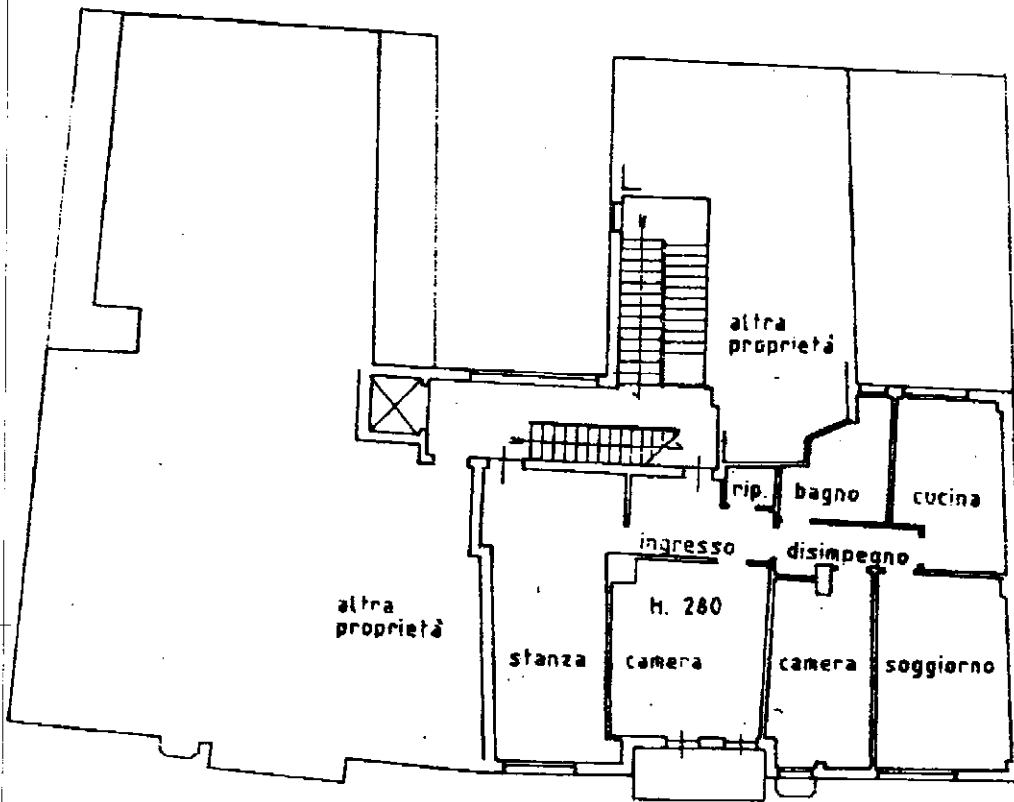 altra
proprietà
rip.
bagno
cucina
ingresso
disimpegno
H. 280
altra
proprietà
stanza
camera
camera
soggiorno